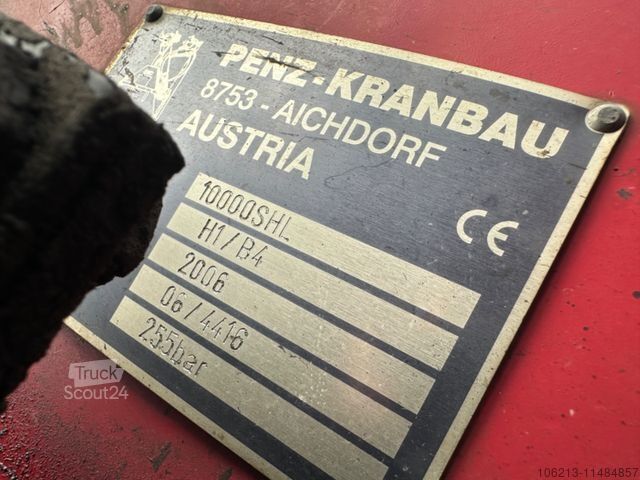 PENZ-KRANBAU
8753 - AICHDORF
AUSTRIA
CE
10000SHL
H1/B4
2006
06/4416
255bar
Truck
Scout24
106213-11484857